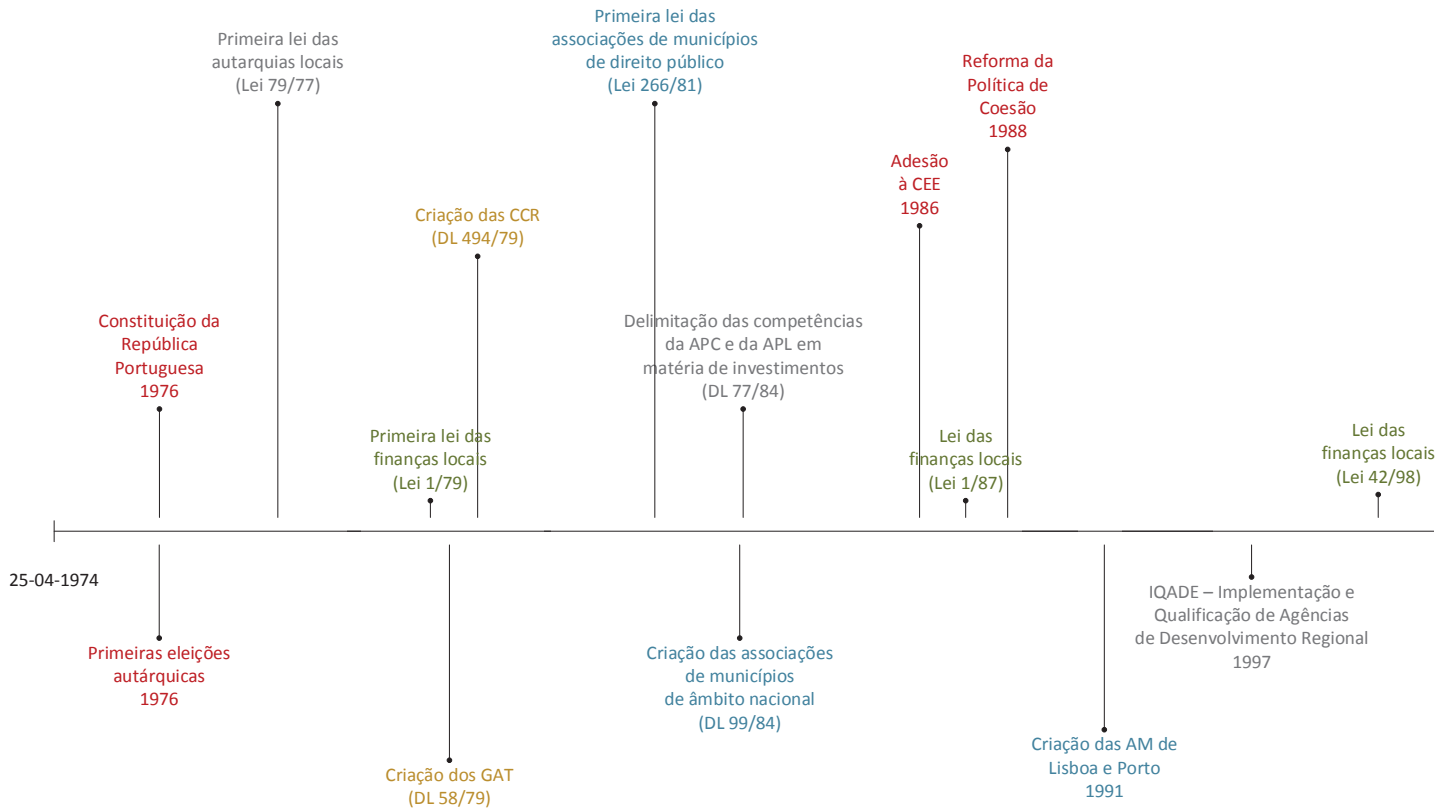 Primeira lei das
autarquias locais
(Lei 79/77)
Primeira lei das
associações de municípios
de direito público
(Lei 266/81)
Reforma da
Política de
Coesão
1988
Adesão
à CEE
1986
Criação das CCR
(DL 494/79)
Constituição da
República
Portuguesa
1976
Delimitação das competências
da APC e da APL em
matéria de investimentos
(DL 77/84)
Primeira lei das
finanças locais
(Lei 1/79)
Lei das
finanças locais
(Lei 1/87)
Lei das
finanças locais
(Lei 42/98)
25-04-1974
Primeiras eleições
autárquicas
1976
Criação dos GAT
(DL 58/79)
Criação das associações
de municípios
de âmbito nacional
(DL 99/84)
Criação das AM de
Lisboa e Porto
1991
IQADE – Implementação e
Qualificação de Agências
de Desenvolvimento Regional
1997